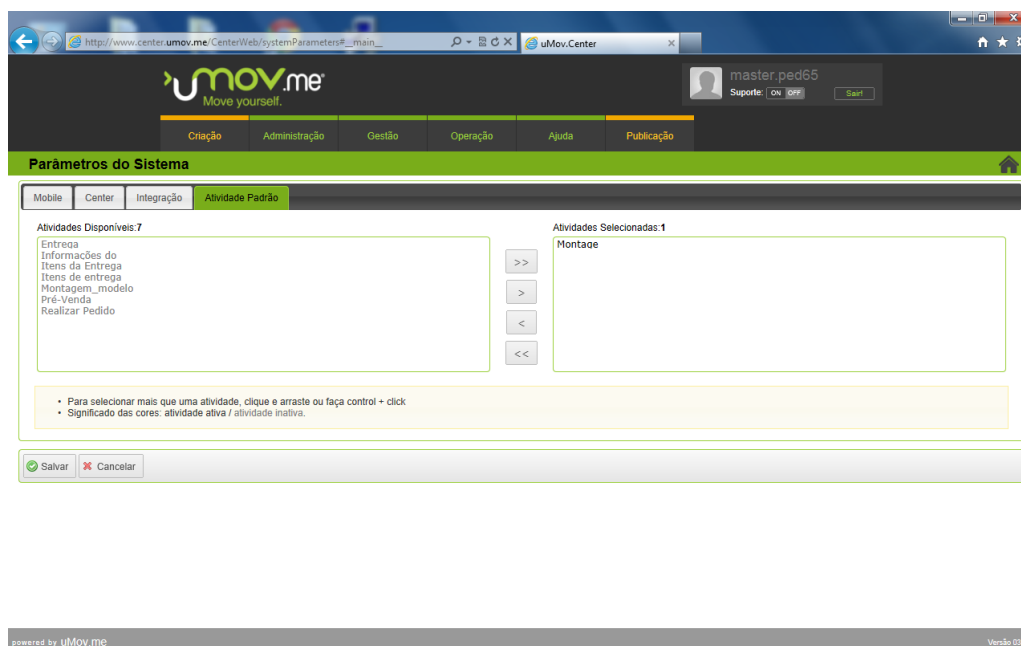 http://www.center.umov.me/CenterWeb/systemParameters#__main__
uMov.Center
umov.me
Move yourself.
master.ped65
Suporte: ON OFF
Sair!
Criação Administração Gestão Operação Ajuda Publicação
Parâmetros do Sistema
Mobile Center Integração Atividade Padrão
Atividades Disponíveis:7
Entrega
Informações do
Itens da Entrega
Itens de entrega
Montagem_modelo
Pré-Venda
Realizar Pedido
>>
>
<
<<
Atividades Selecionadas:1
Montage
• Para selecionar mais que uma atividade, clique e arraste ou faça control + click
• Significado das cores: atividade ativa / atividade inativa.
Salvar Cancelar
powered by uMov.me
Versão 03